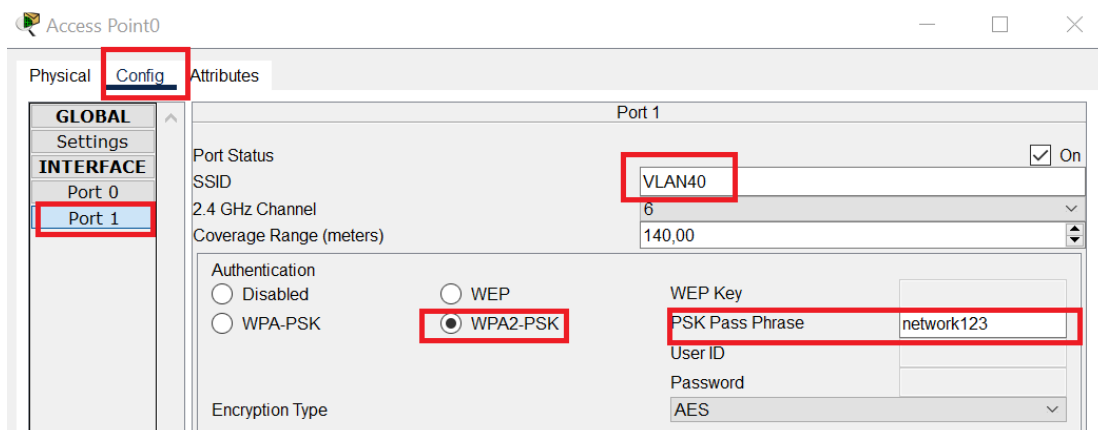 Access Point0
Physical Config Attributes
GLOBAL
Settings
INTERFACE
Port 0
Port 1
Port 1
Port Status On
SSID VLAN40
2.4 GHz Channel 6
Coverage Range (meters) 140,00
Authentication
Disabled WEP WEP Key
WPA-PSK WPA2-PSK PSK Pass Phrase network123
User ID
Password
Encryption Type AES